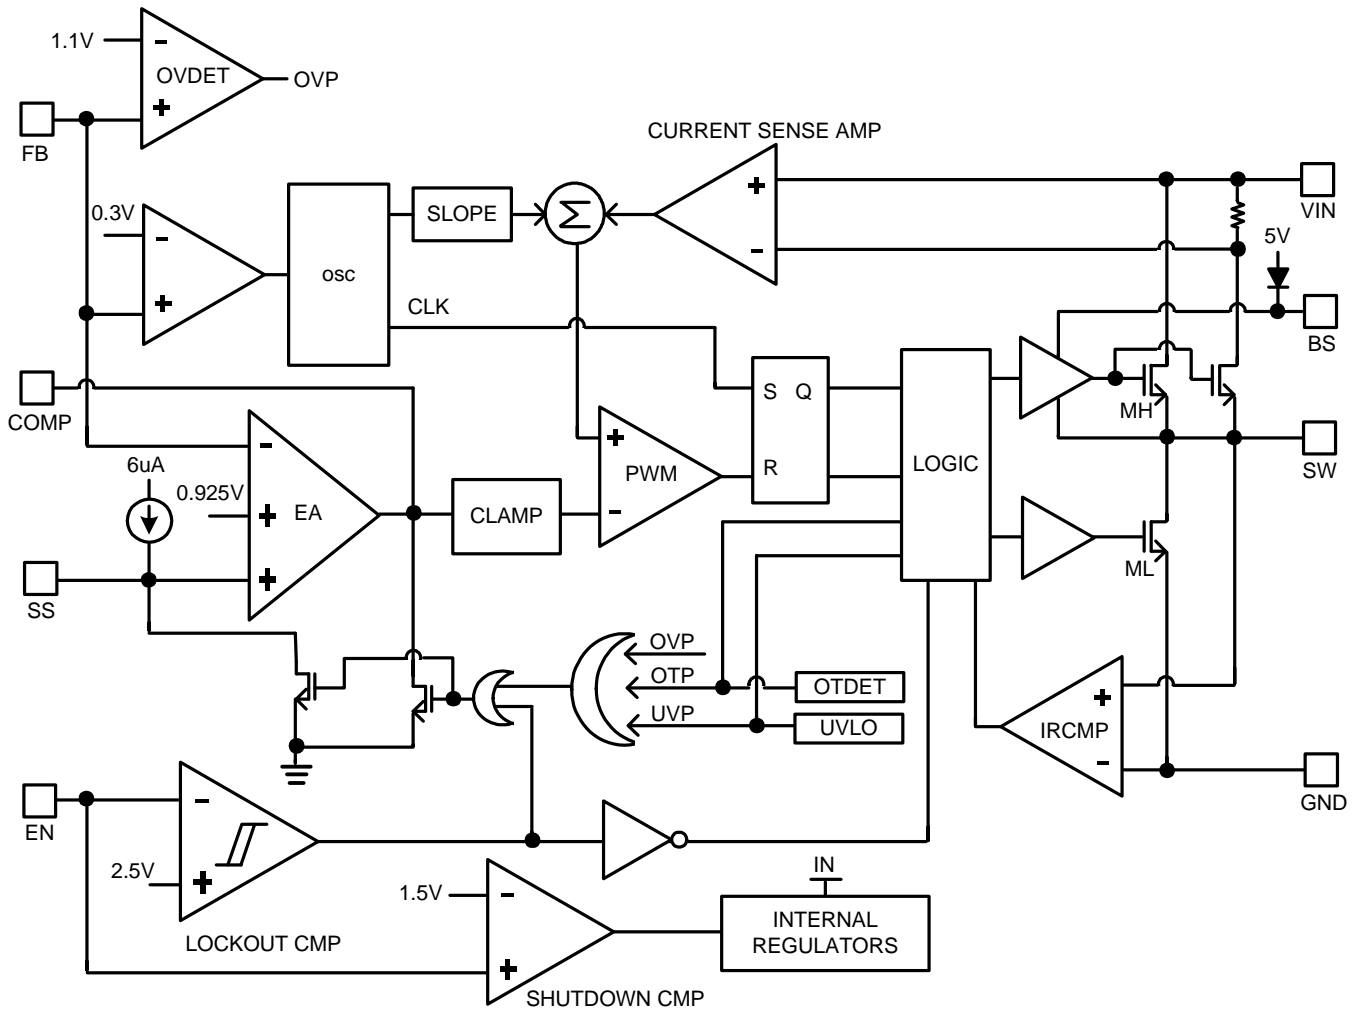 1.1V
OVDET
OVP
FB
CURRENT SENSE AMP
0.3V
osc
SLOPE
Σ
VIN
5V
CLK
BS
COMP
S Q
R
MH
6uA
0.925V
EA
CLAMP
PWM
LOGIC
SW
SS
ML
OVP
OTP
UVP
OTDET
UVLO
IRCMP
EN
GND
2.5V
LOCKOUT CMP
1.5V
IN
INTERNAL
REGULATORS
SHUTDOWN CMP